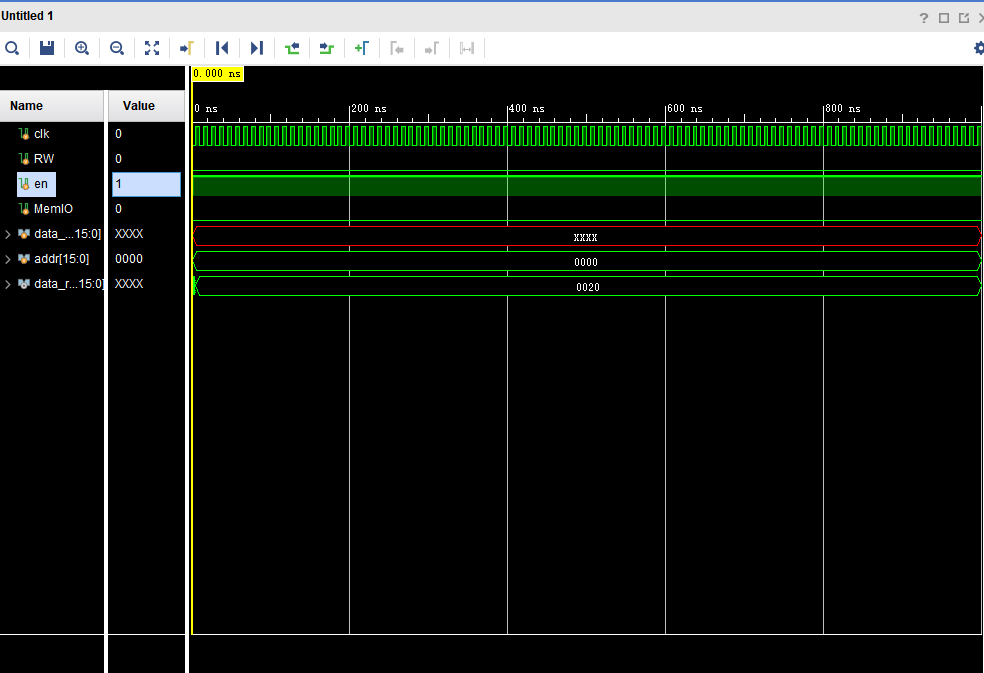 Untitled 1
?
0.000 ns
Name Value
0 ns 200 ns 400 ns 600 ns 800 ns
clk 0
RW 0
en 1
MemIO 0
data_...15:0] XXXX XXXX
addr[15:0] 0000 0000
data_r...15:0] XXXX 0020